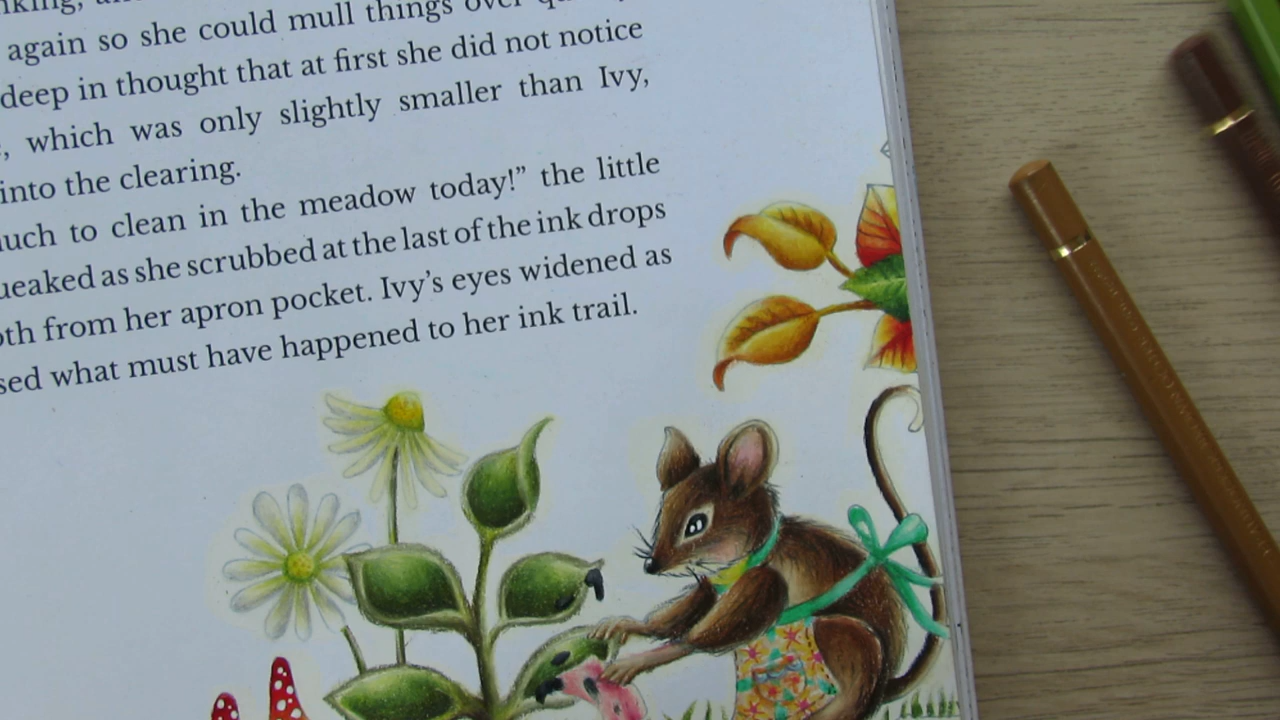 again so she could mull things over
deep in thought that at first she did not notice
which was only slightly smaller than Ivy,
into the clearing.
to clean in the meadow today!” the little
as she scrubbed at the last of the ink drops
from her apron pocket. Ivy’s eyes widened as
what must have happened to her ink trail.